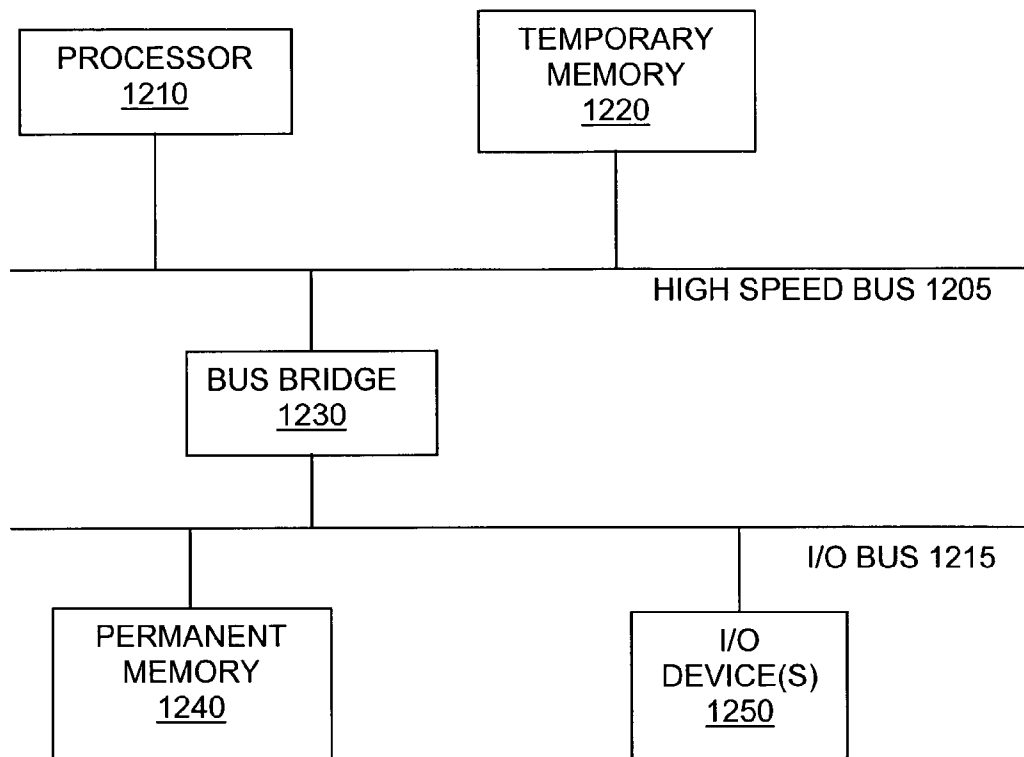 PROCESSOR
1210
TEMPORARY
MEMORY
1220
HIGH SPEED BUS 1205
BUS BRIDGE
1230
I/O BUS 1215
PERMANENT
MEMORY
1240
I/O
DEVICE(S)
1250